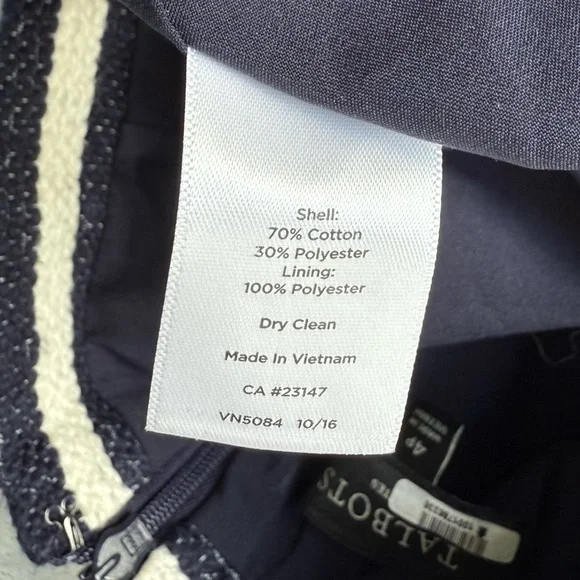 Shell:
70% Cotton
30% Polyester
Lining:
100% Polyester
Dry Clean
Made In Vietnam
CA #23147
VN5084 10/16
4P
TALBOTS